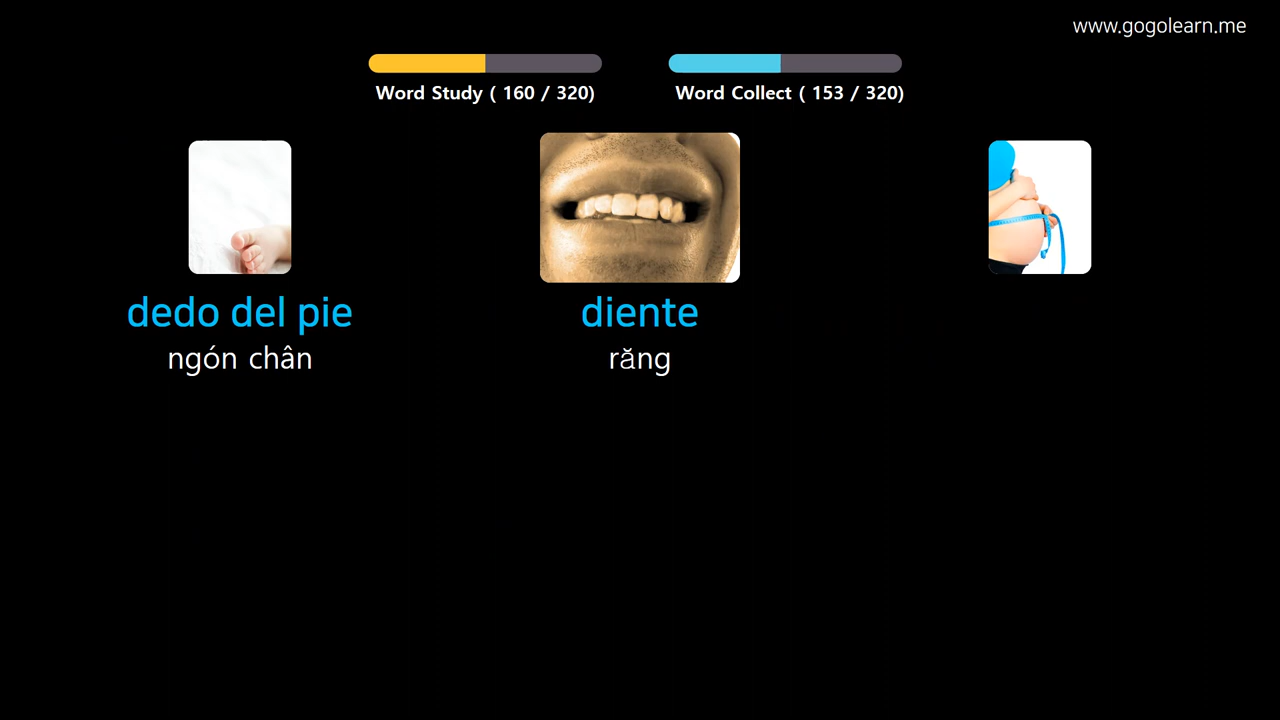 www.gogolearn.me
Word Study ( 160 / 320)
Word Collect ( 153 / 320)
dedo del pie
ngón chân
diente
răng